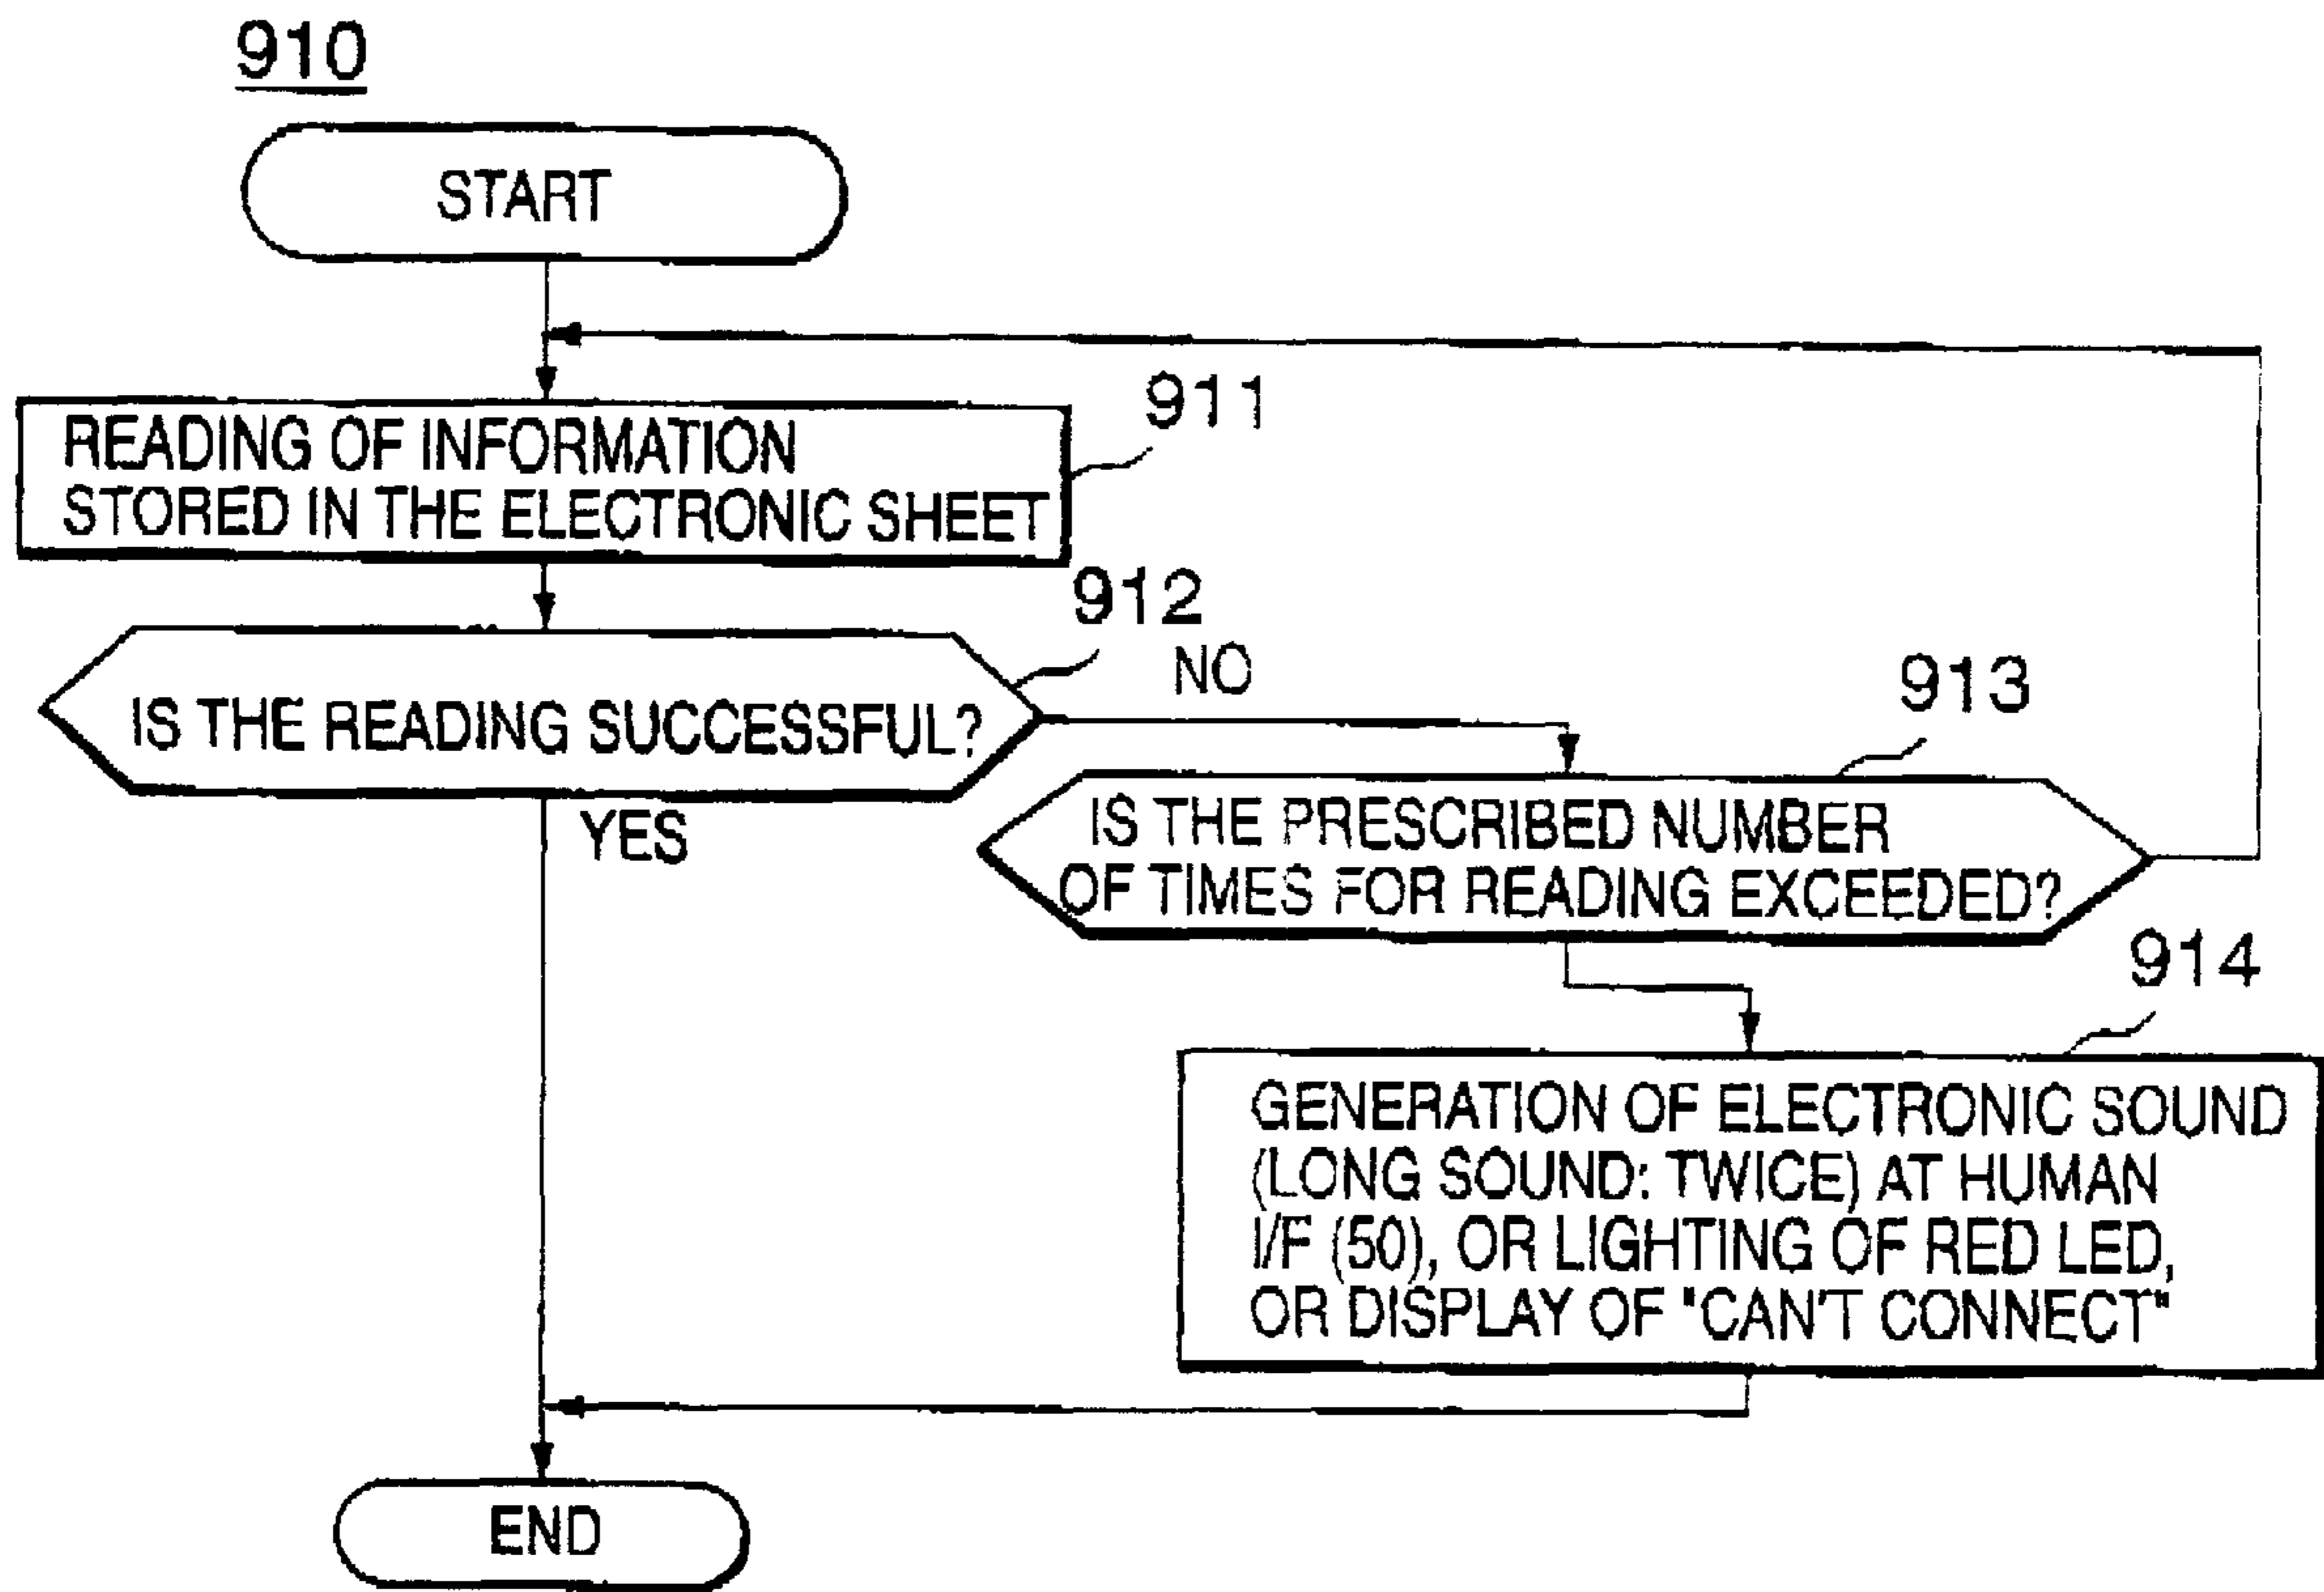 910
START
911
READING OF INFORMATION
STORED IN THE ELECTRONIC SHEET
912
NO
IS THE READING SUCCESSFUL?
YES
913
IS THE PRESCRIBED NUMBER
OF TIMES FOR READING EXCEEDED?
914
GENERATION OF ELECTRONIC SOUND
(LONG SOUND: TWICE) AT HUMAN
I/F (50), OR LIGHTING OF RED LED,
OR DISPLAY OF "CAN'T CONNECT"
END